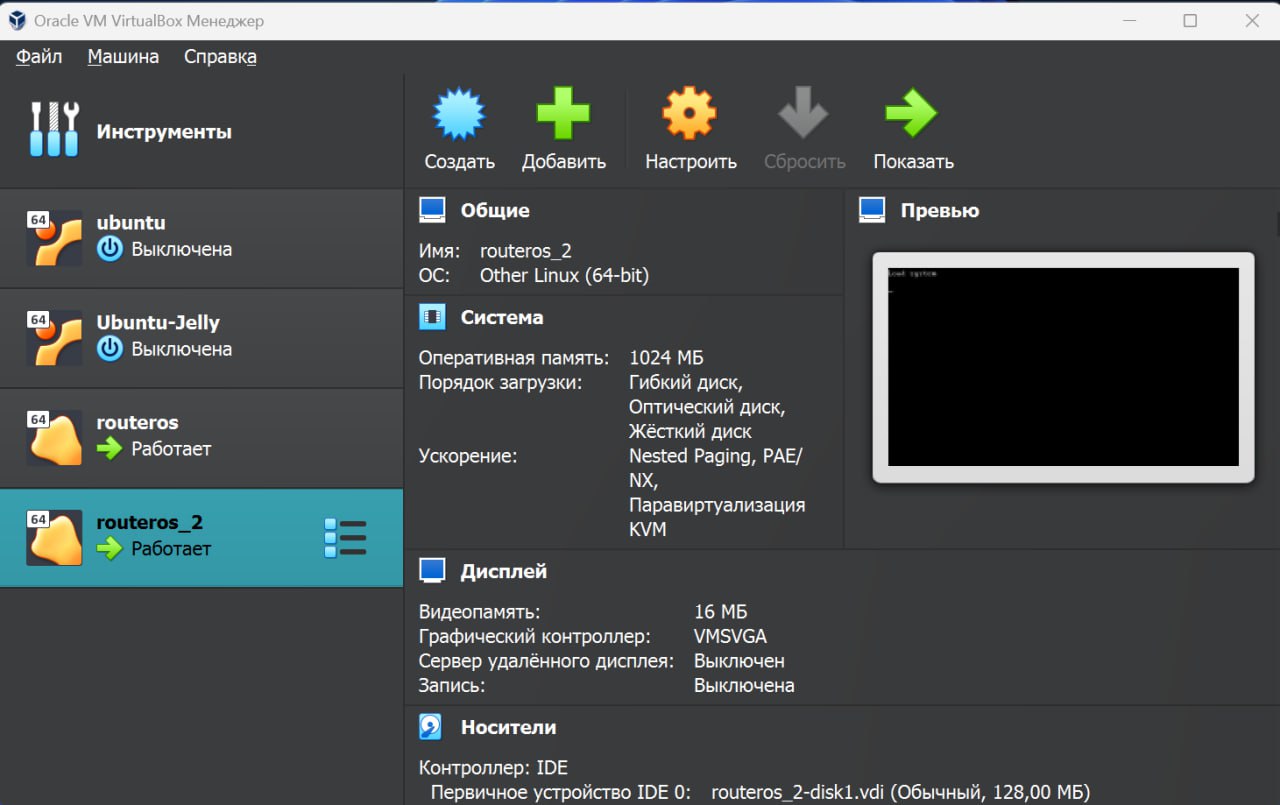 Oracle VM VirtualBox Менеджер
Файл Машина Справка
Инструменты
Создать Добавить Настроить Сбросить Показать
64 ubuntu
Выключена
64 Ubuntu-Jelly
Выключена
64 routeros
Работает
64 routeros_2
Работает
Общие
Имя: routeros_2
ОС: Other Linux (64-bit)
Превью
Load system
Система
Оперативная память: 1024 МБ
Порядок загрузки: Гибкий диск,
Оптический диск,
Жёсткий диск
Ускорение: Nested Paging, PAE/
NX,
Паравиртуализация
KVM
Дисплей
Видеопамять: 16 МБ
Графический контроллер: VMSVGA
Сервер удалённого дисплея: Выключен
Запись: Выключена
Носители
Контроллер: IDE
Первичное устройство IDE 0: routeros_2-disk1.vdi (Обычный, 128,00 МБ)